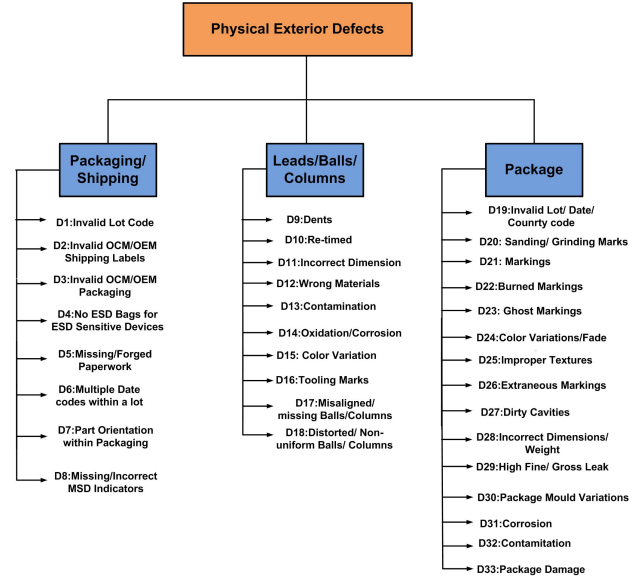 Physical Exterior Defects
Packaging/
Shipping
D1:Invalid Lot Code
D2:Invalid OCM/OEM
Shipping Labels
D3:Invalid OCM/OEM
Packaging
D4:No ESD Bags for
ESD Sensitive Devices
D5:Missing/Forged
Paperwork
D6:Multiple Date
codes within a lot
D7:Part Orientation
within Packaging
D8:Missing/Incorrect
MSD Indicators
Leads/Balls/
Columns
D9:Dents
D10:Re-timed
D11:Incorrect Dimension
D12:Wrong Materials
D13:Contamination
D14:Oxidation/Corrosion
D15: Color Variation
D16:Tooling Marks
D17:Misaligned/
missing Balls/Columns
D18:Distorted/ Non-
uniform Balls/ Columns
Package
D19:Invalid Lot/ Date/
Counrty code
D20: Sanding/ Grinding Marks
D21: Markings
D22:Burned Markings
D23: Ghost Markings
D24:Color Variations/Fade
D25:Improper Textures
D26:Extraneous Markings
D27:Dirty Cavities
D28:Incorrect Dimensions/
Weight
D29:High Fine/ Gross Leak
D30:Package Mould Variations
D31:Corrosion
D32:Contamitation
D33:Package Damage